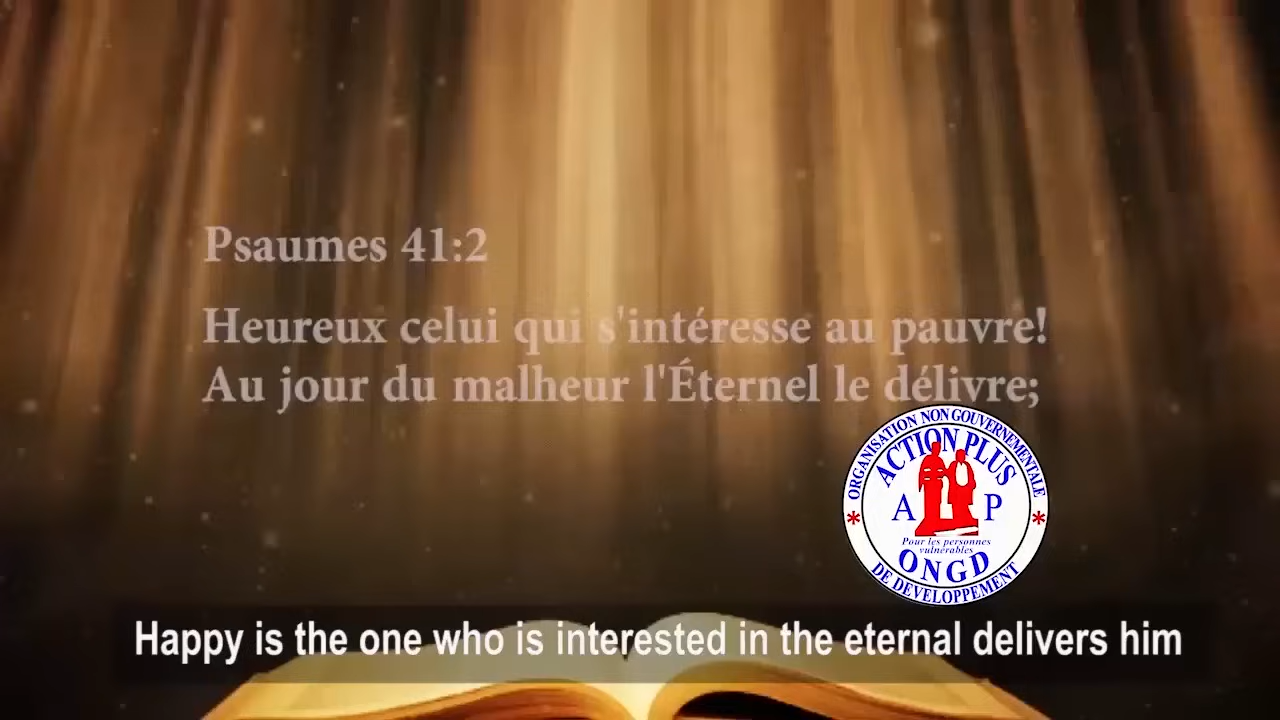 Psaumes 41:2
Heureux celui qui s'intéresse au pauvre!
Au jour du malheur l'Éternel le délivre;
ORGANISATION NON GOUVERNEMENTALE
ACTION PLUS
A P
Pour les personnes
vulnérables
ONGD
DE DEVELOPPEMENT
Happy is the one who is interested in the eternal delivers him